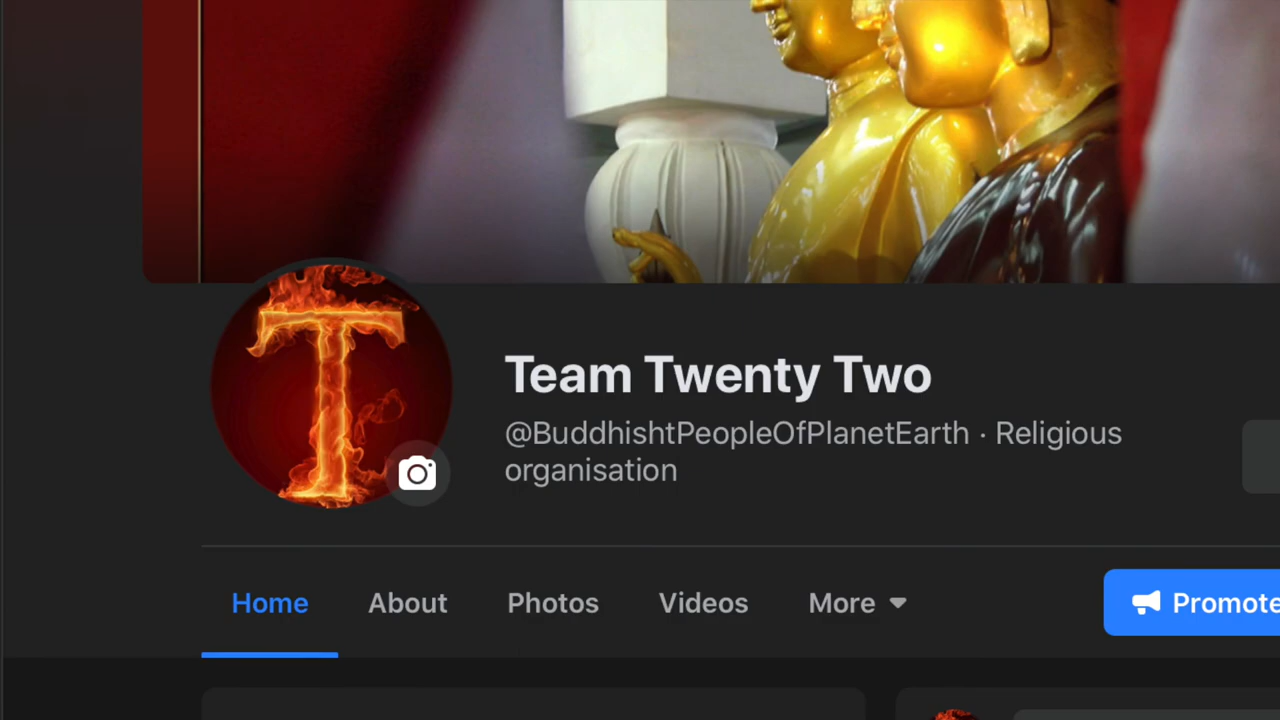 T
Team Twenty Two
@BuddhishtPeopleOfPlanetEarth · Religious
organisation
Home About Photos Videos More
Promote